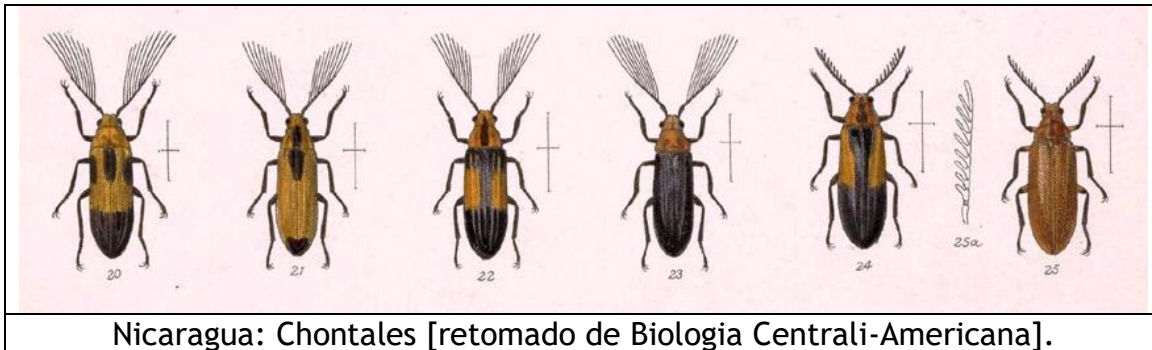 20 21 22 23 24 25a 25
Nicaragua: Chontales [retomado de Biologia Centrali-Americana].